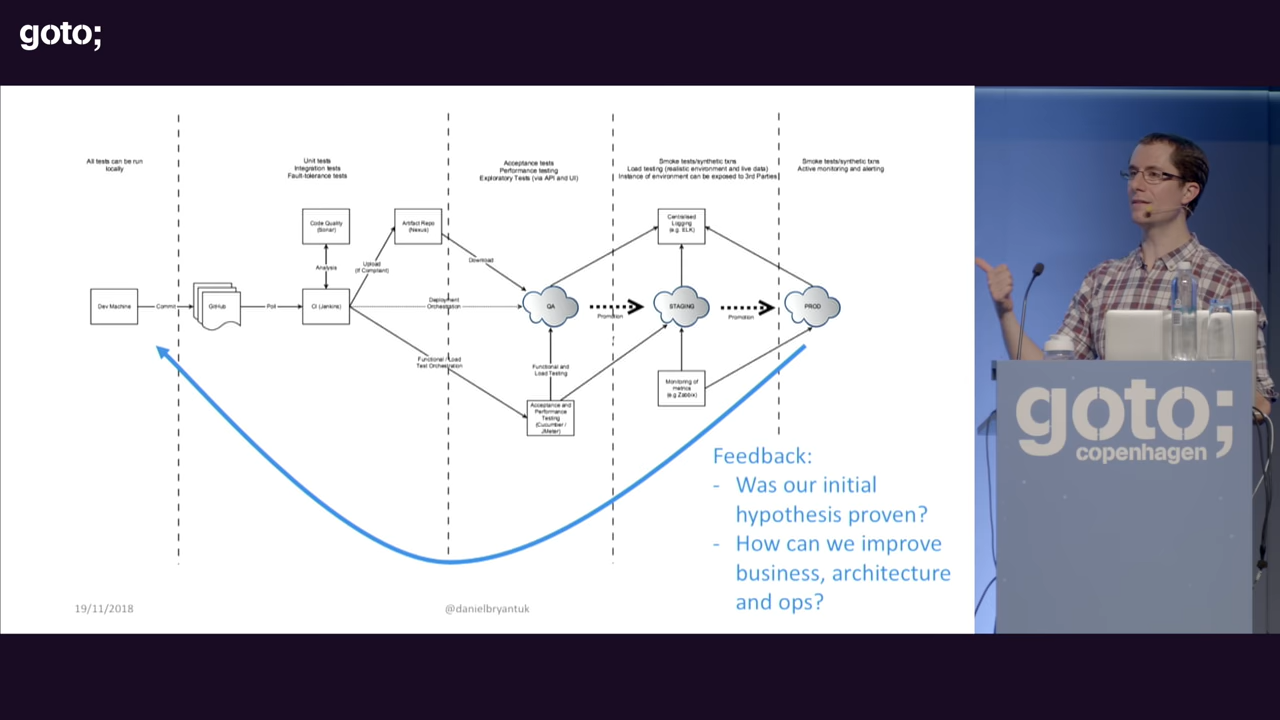 goto;
All tests can be run
locally
Unit tests
Integration tests
Fault-tolerance tests
Acceptance tests
Performance testing
Exploratory Tests (via API and UI)
Smoke tests/synthetic txns
Load testing (realistic environment and live data)
Instance of environment can be exposed to 3rd Parties
Smoke tests/synthetic txns
Active monitoring and alerting
Code Quality
(Sonar)
Artifact Repo
(Nexus)
Centralised
Logging
(e.g. ELK)
Analysis
Upload
(If Compliant)
Download
Dev Machine
Commit
GitHub
Poll
CI (Jenkins)
Deployment
Orchestration
QA
Promotion
STAGING
Promotion
PROD
Functional / Load
Test Orchestration
Functional and
Load Testing
Monitoring of
metrics
(e.g Zabbix)
Acceptance and
Performance
Testing
(Cucumber /
JMeter)
Feedback:
- Was our initial
hypothesis proven?
- How can we improve
business, architecture
and ops?
19/11/2018
@danielbryantuk
goto;
copenhagen